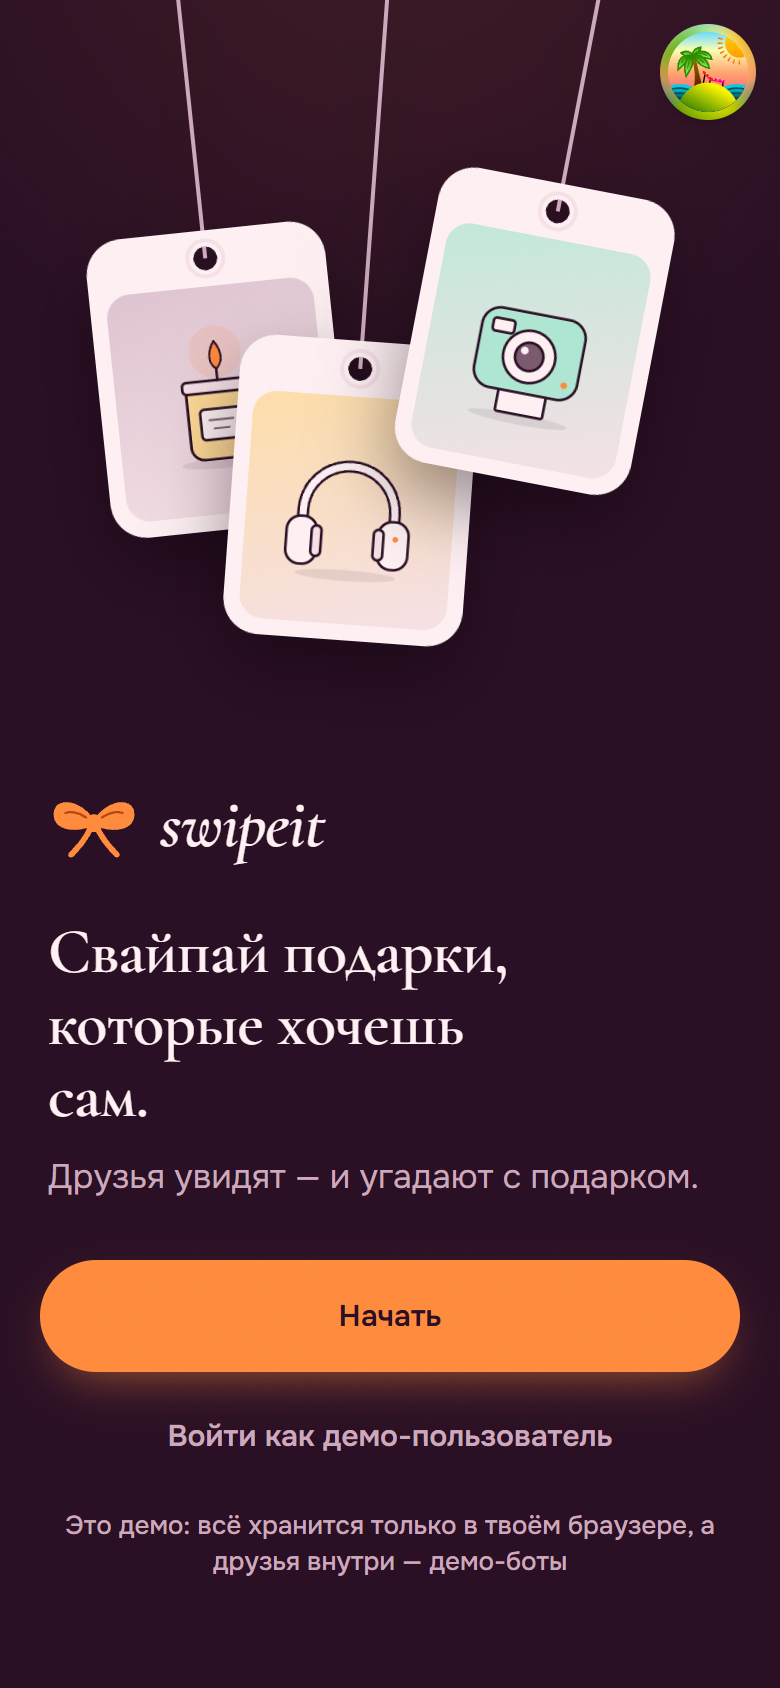 swipeit
Свайпай подарки,
которые хочешь
сам.
Друзья увидят — и угадают с подарком.
Начать
Войти как демо-пользователь
Это демо: всё хранится только в твоём браузере, а
друзья внутри — демо-боты